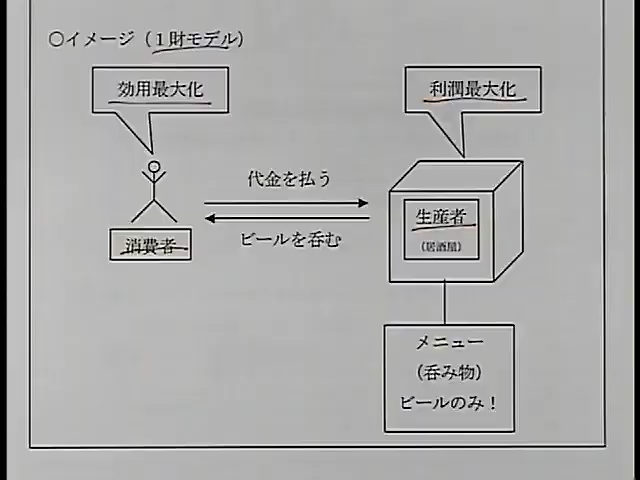 ○イメージ（１財モデル）
効用最大化
利潤最大化
代金を払う
ビールを呑む
消費者
生産者
（居酒屋）
メニュー
（呑み物）
ビールのみ！